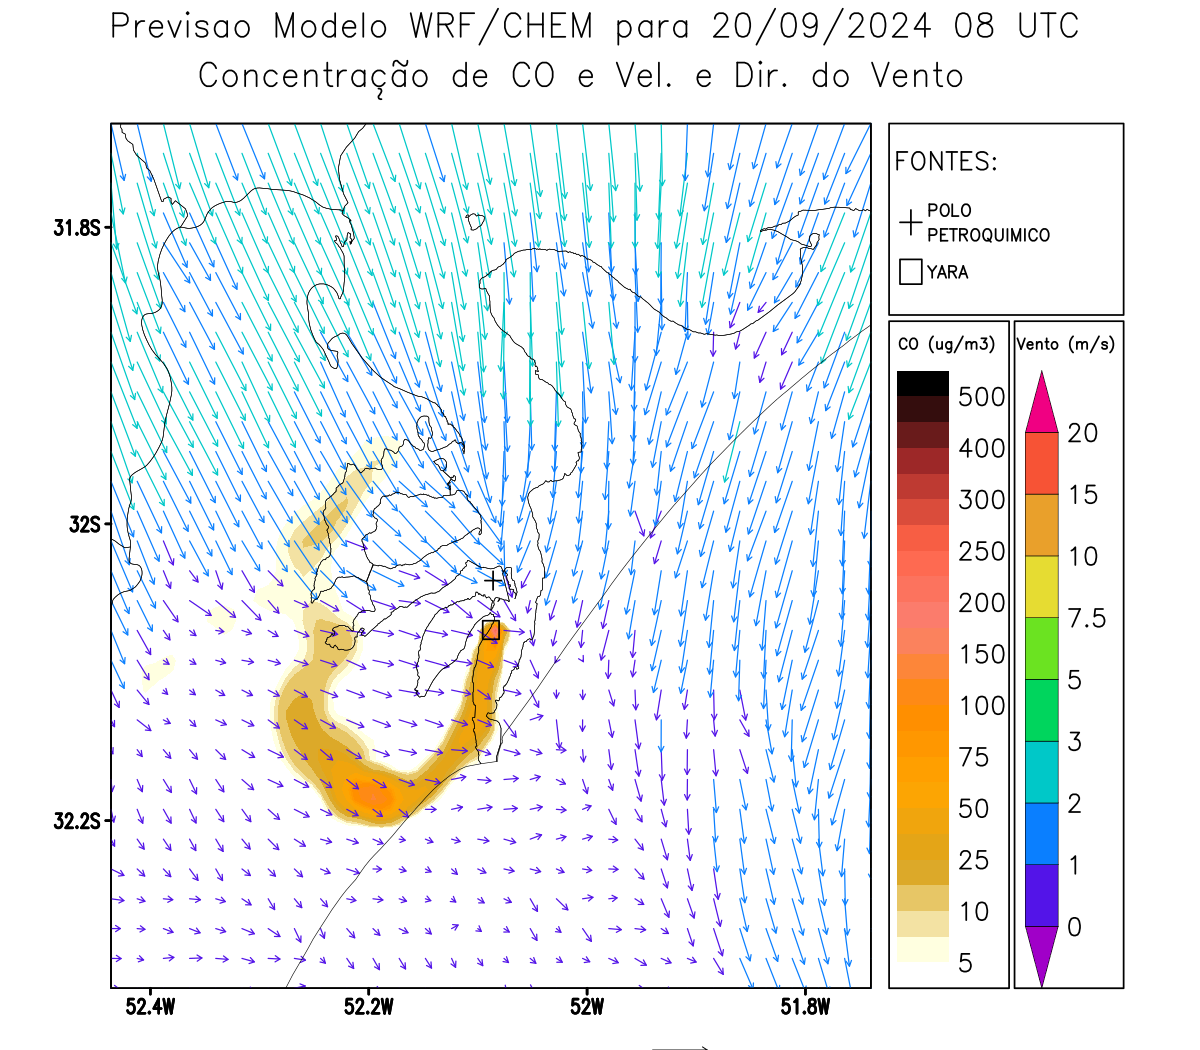 Previsao Modelo WRF/CHEM para 20/09/2024 08 UTC
Concentração de CO e Vel. e Dir. do Vento
FONTES:
POLO
PETROQUIMICO
YARA
CO (ug/m3)
500
400
300
250
200
150
100
75
50
25
10
5
Vento (m/s)
20
15
10
7.5
5
3
2
1
0
31.8S
32S
32.2S
52.4W
52.2W
52W
51.8W